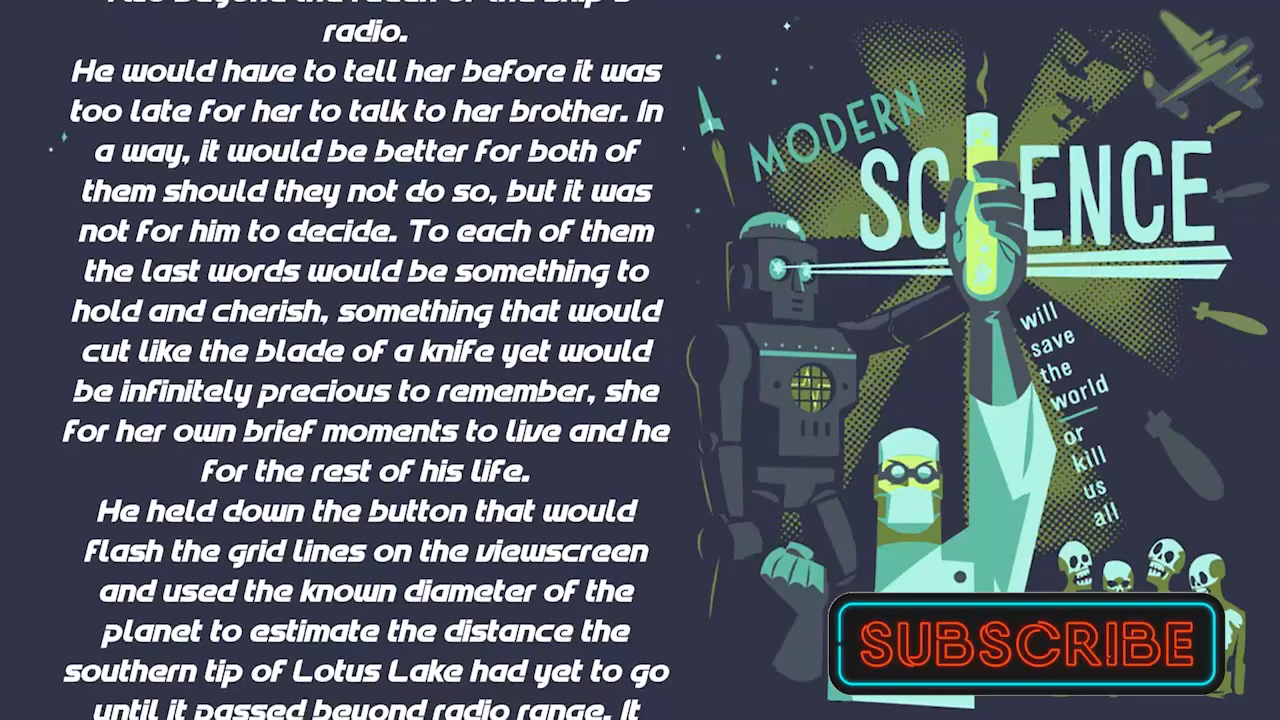 radio.
He would have to tell her before it was
too late for her to talk to her brother. In
a way, it would be better for both of
them should they not do so, but it was
not for him to decide. To each of them
the last words would be something to
hold and cherish, something that would
cut like the blade of a knife yet would
be infinitely precious to remember, she
for her own brief moments to live and he
for the rest of his life.
He held down the button that would
flash the grid lines on the viewscreen
and used the known diameter of the
planet to estimate the distance the
southern tip of Lotus Lake had yet to go
until it passed beyond radio range. It
MODERN
SCIENCE
will
save
the
world
or
kill
us
all
SUBSCRIBE